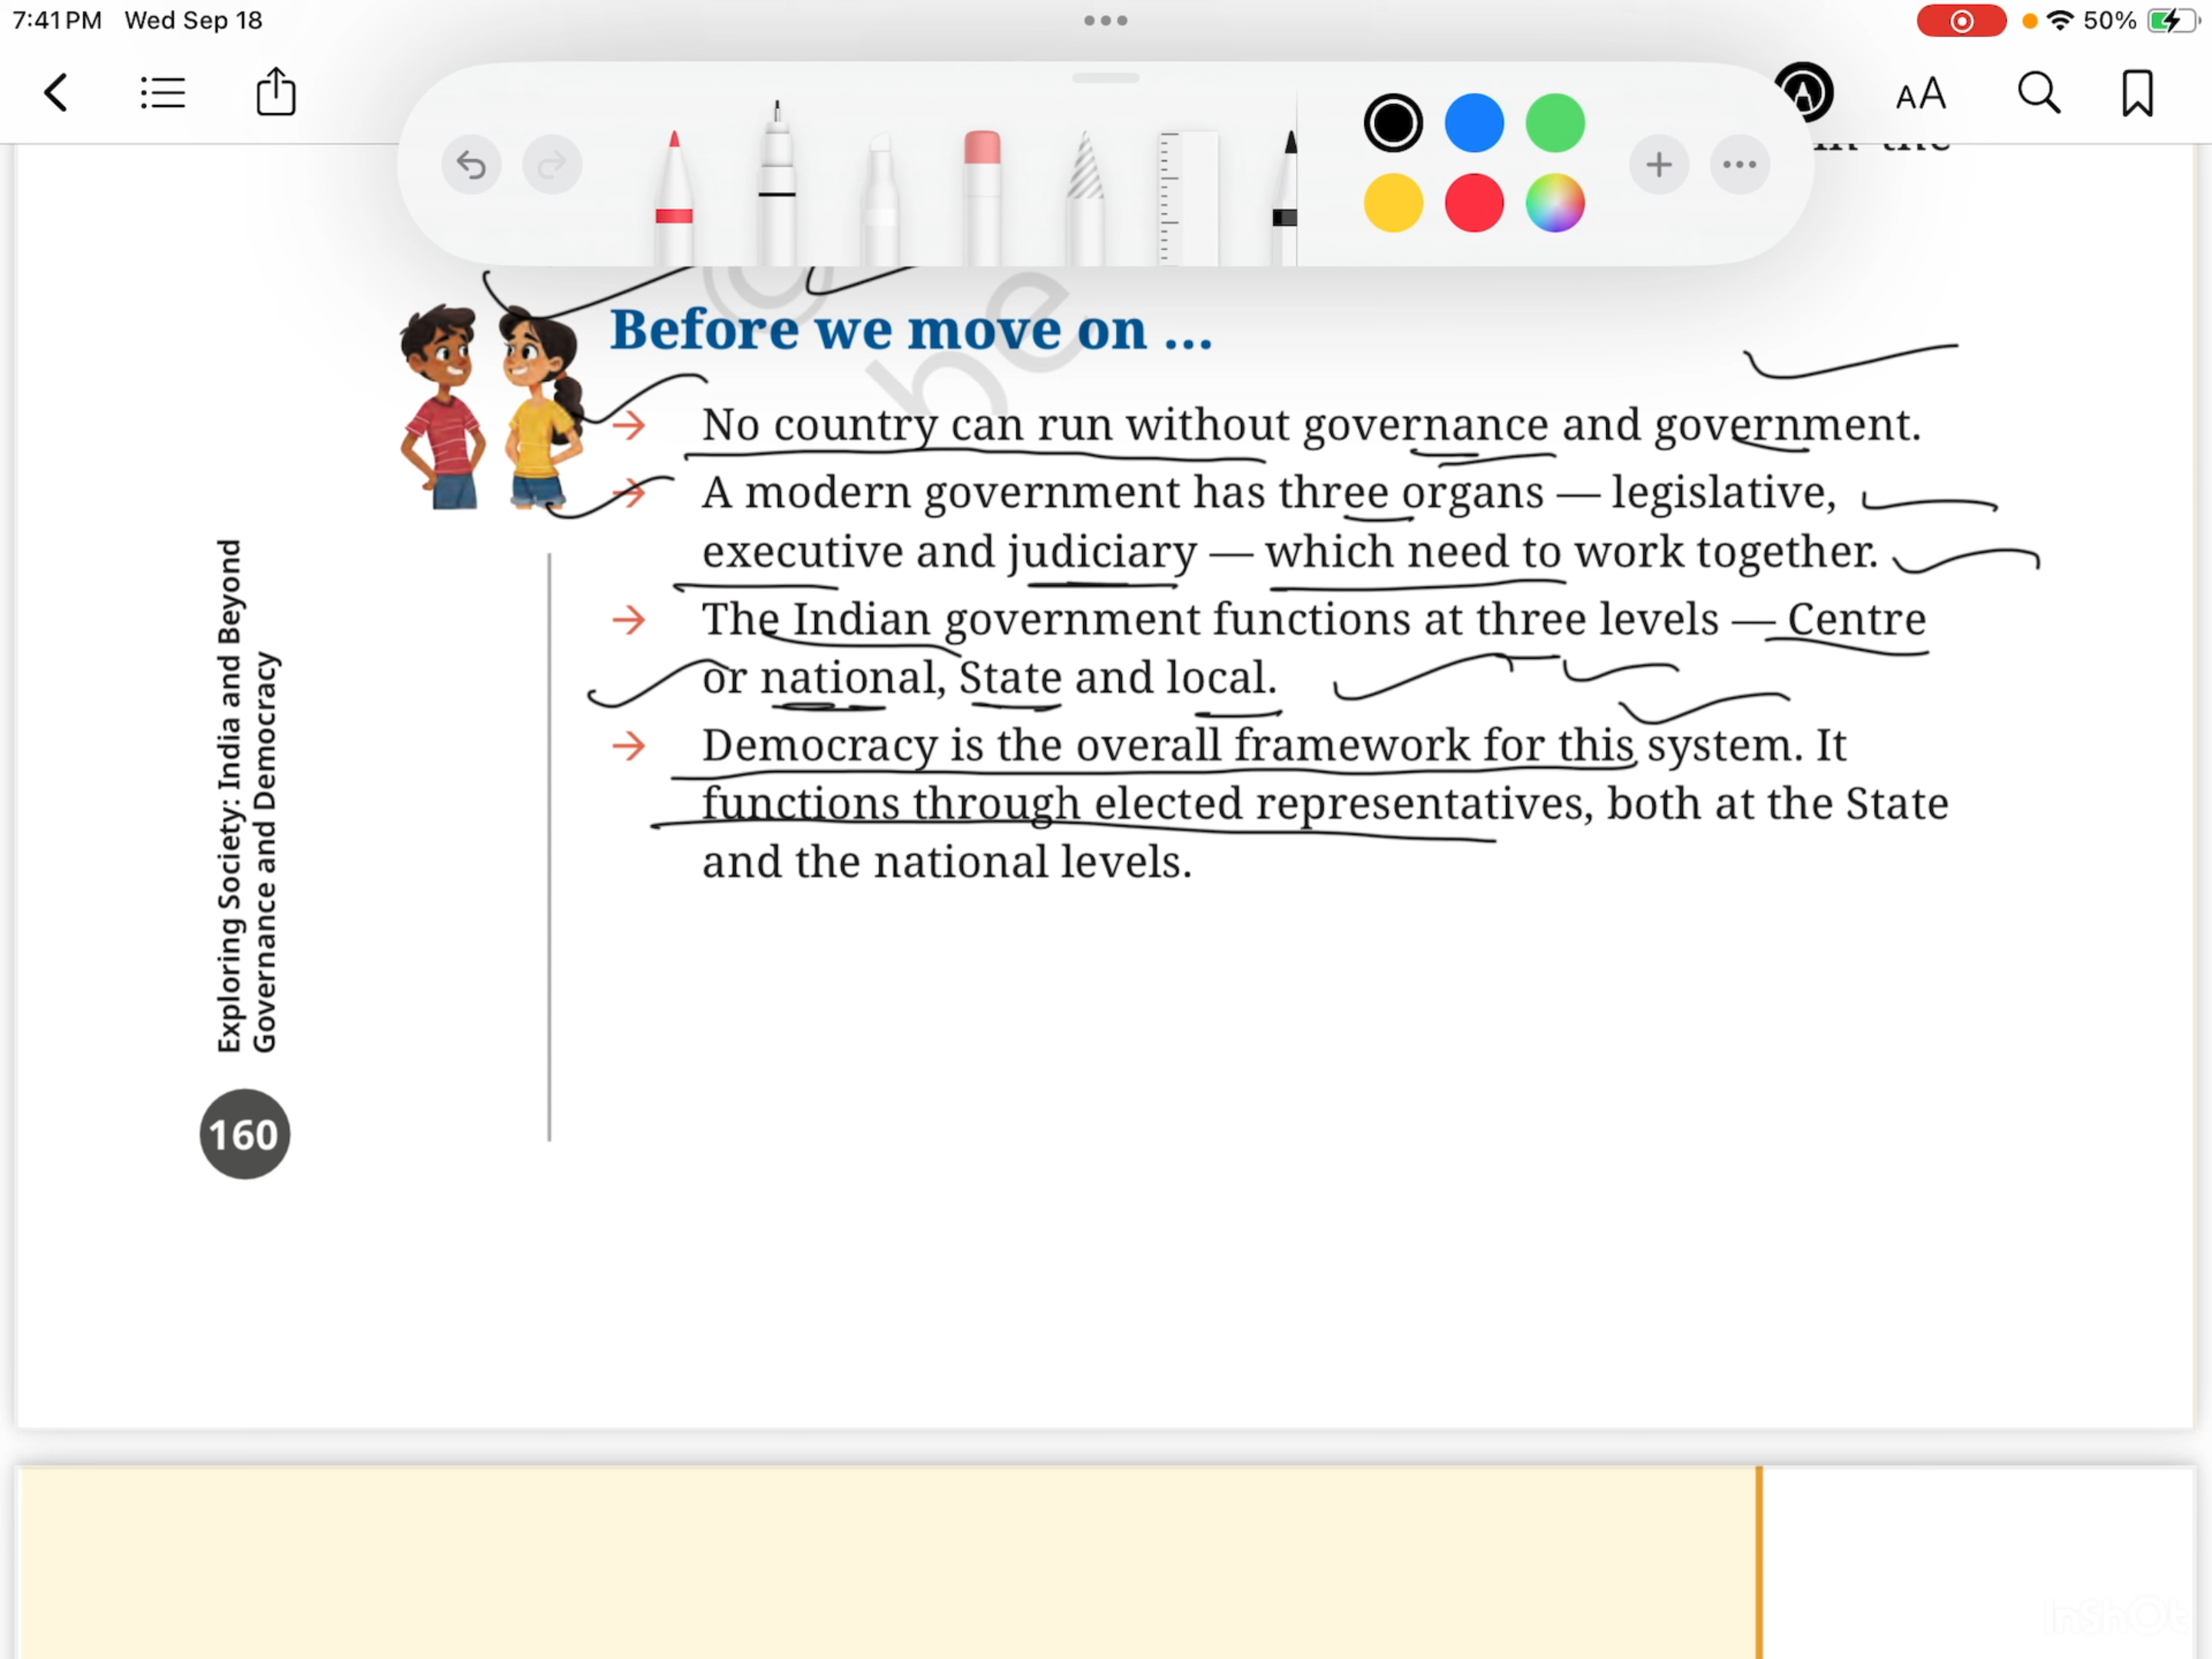 7:41 PM Wed Sep 18
50%
AA
Before we move on ...
→ No country can run without governance and government.
→ A modern government has three organs — legislative,
executive and judiciary — which need to work together.
→ The Indian government functions at three levels — Centre
or national, State and local.
→ Democracy is the overall framework for this system. It
functions through elected representatives, both at the State
and the national levels.
Exploring Society: India and Beyond
Governance and Democracy
160
© be
InShOt